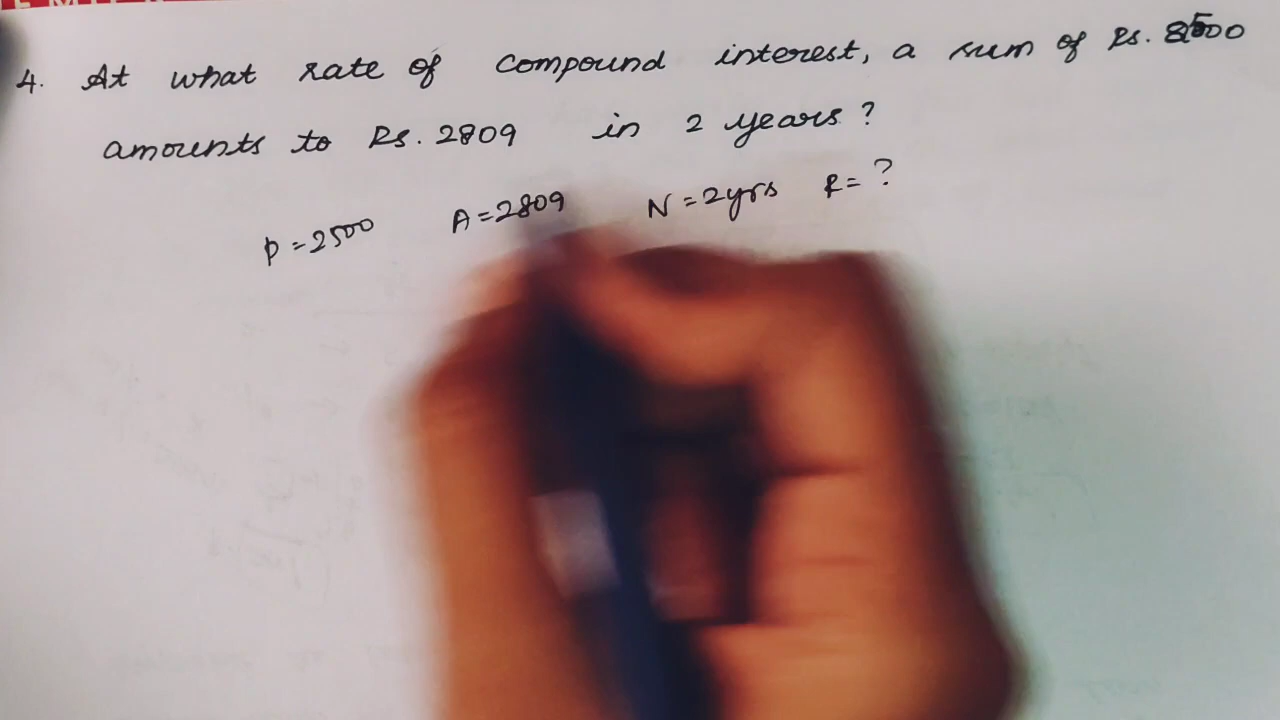 4. At what rate of compound interest, a sum of Rs. 2500
amounts to Rs. 2809 in 2 years?
P = 2500 A = 2809 N = 2yrs R = ?